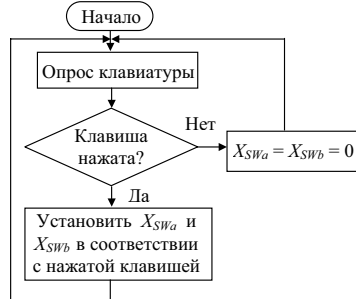 Начало
Опрос клавиатуры
Клавиша
нажата?
Нет
X_SWa = X_SWb = 0
Да
Установить X_SWa и
X_SWb в соответствии
с нажатой клавишей